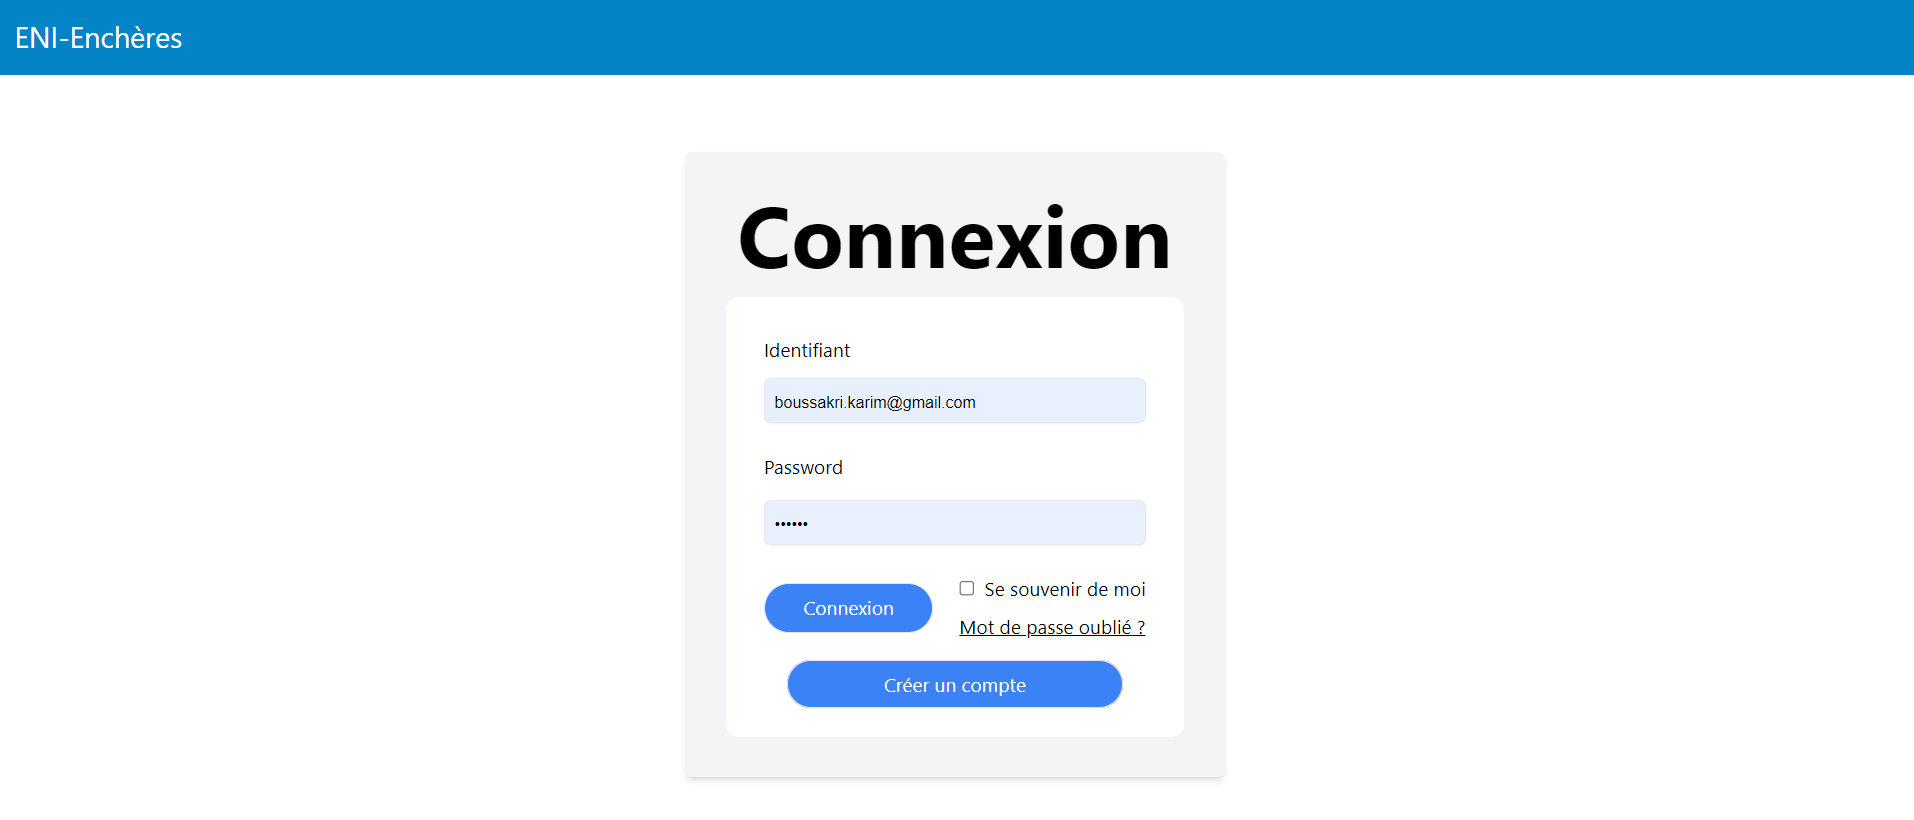 ENI-Enchères
Connexion
Identifiant
boussakri.karim@gmail.com
Password
••••••
Connexion
Se souvenir de moi
Mot de passe oublié ?
Créer un compte